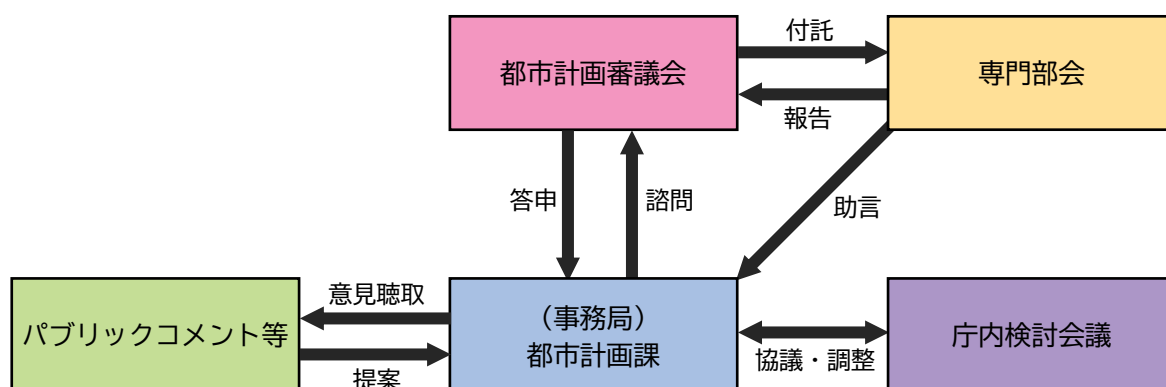 付託
都市計画審議会
専門部会
報告
答申
諮問
助言
意見聴取
パブリックコメント等
（事務局）
都市計画課
庁内検討会議
提案
協議・調整